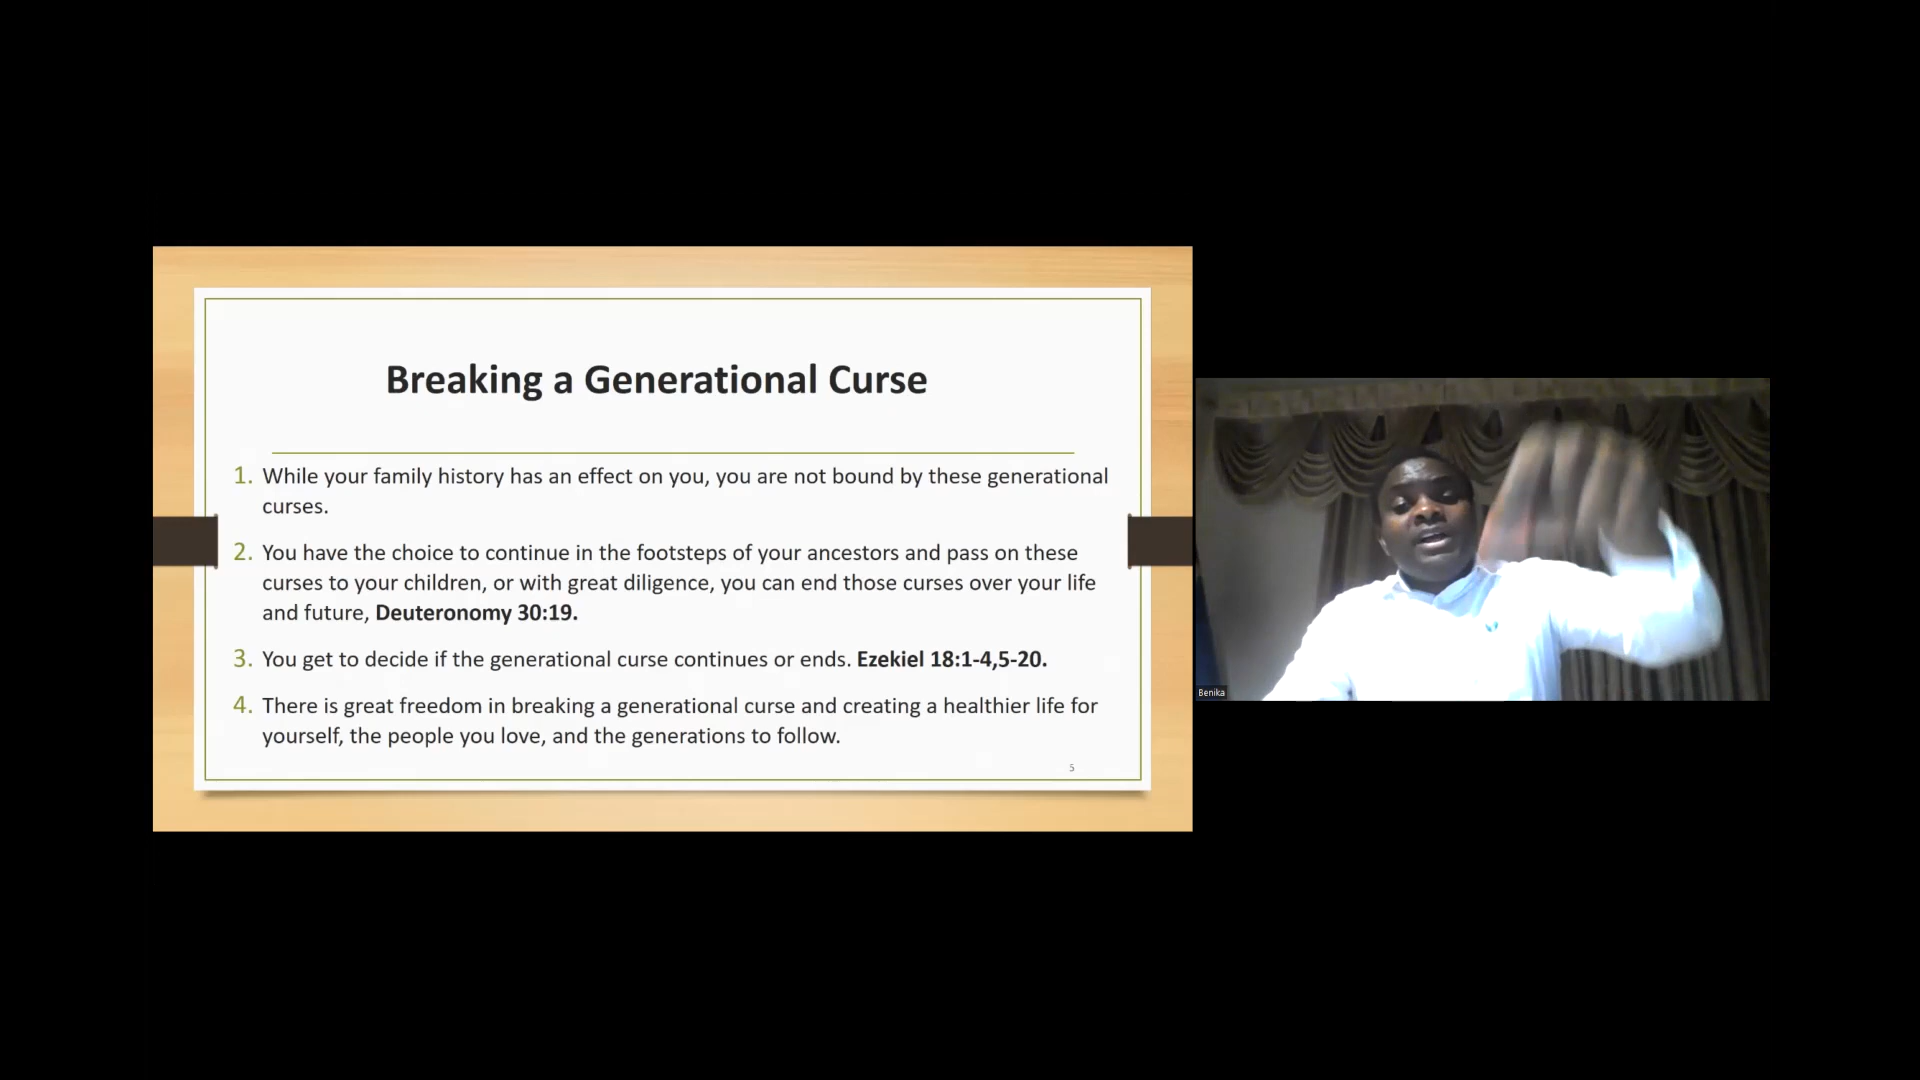 Breaking a Generational Curse
1. While your family history has an effect on you, you are not bound by these generational
curses.
2. You have the choice to continue in the footsteps of your ancestors and pass on these
curses to your children, or with great diligence, you can end those curses over your life
and future, Deuteronomy 30:19.
3. You get to decide if the generational curse continues or ends. Ezekiel 18:1-4,5-20.
4. There is great freedom in breaking a generational curse and creating a healthier life for
yourself, the people you love, and the generations to follow.
5
Benika